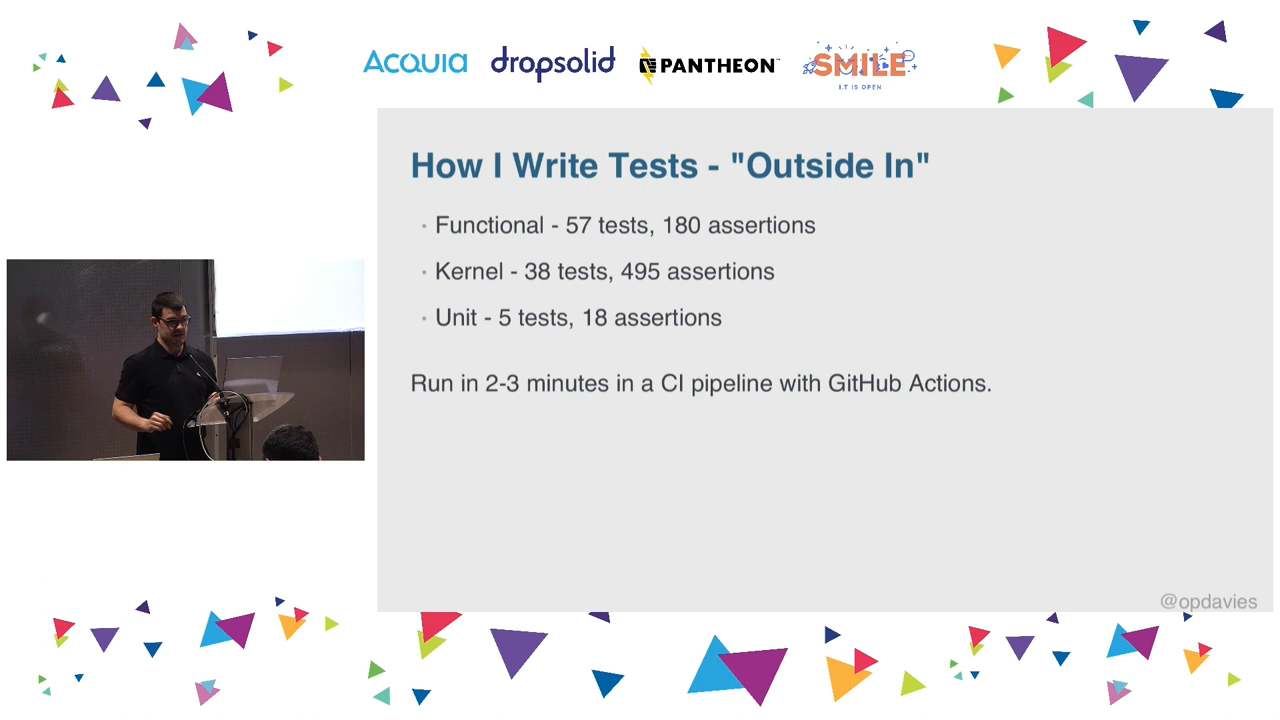 ACQUIA dropsolid PANTHEON SMILE
I.T IS OPEN
How I Write Tests - "Outside In"
Functional - 57 tests, 180 assertions
Kernel - 38 tests, 495 assertions
Unit - 5 tests, 18 assertions
Run in 2-3 minutes in a CI pipeline with GitHub Actions.
@opdavies